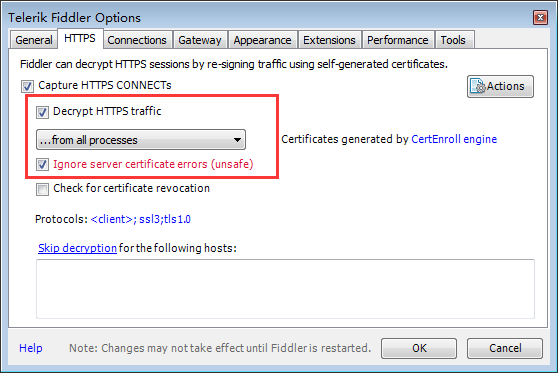 Telerik Fiddler Options
General HTTPS Connections Gateway Appearance Extensions Performance Tools
Fiddler can decrypt HTTPS sessions by re-signing traffic using self-generated certificates.
Capture HTTPS CONNECTs
Actions
Decrypt HTTPS traffic
...from all processes
Certificates generated by CertEnroll engine
Ignore server certificate errors (unsafe)
Check for certificate revocation
Protocols: <client>; ssl3;tls1.0
Skip decryption for the following hosts:
Help Note: Changes may not take effect until Fiddler is restarted. OK Cancel